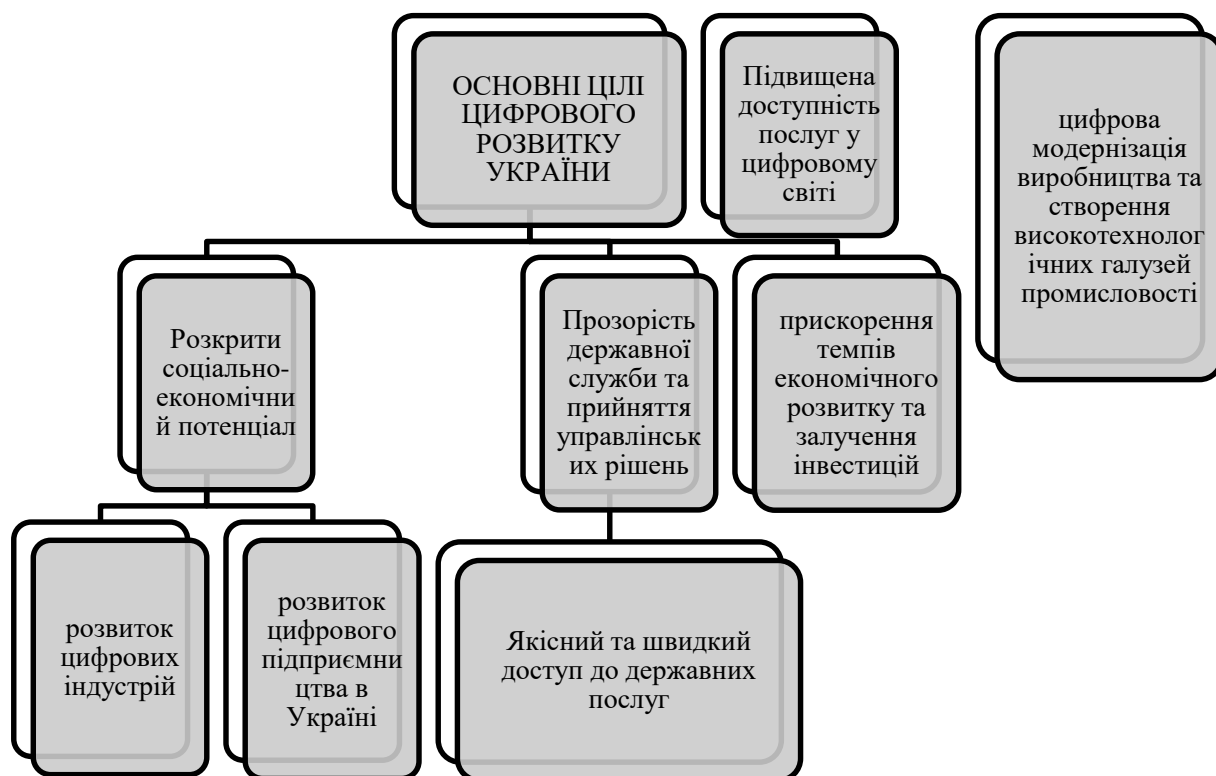 ОСНОВНІ ЦІЛІ
ЦИФРОВОГО
РОЗВИТКУ
УКРАЇНИ
Підвищена
доступність
послуг у
цифровому
світі
цифрова
модернізація
виробництва та
створення
високотехнолог
ічних галузей
промисловості
Розкрити
соціально-
економічни
й потенціал
Прозорість
державної
служби та
прийняття
управлінськ
их рішень
прискорення
темпів
економічного
розвитку та
залучення
інвестицій
розвиток
цифрових
індустрій
розвиток
цифрового
підприємни
цтва в
Україні
Якісний та швидкий
доступ до державних
послуг